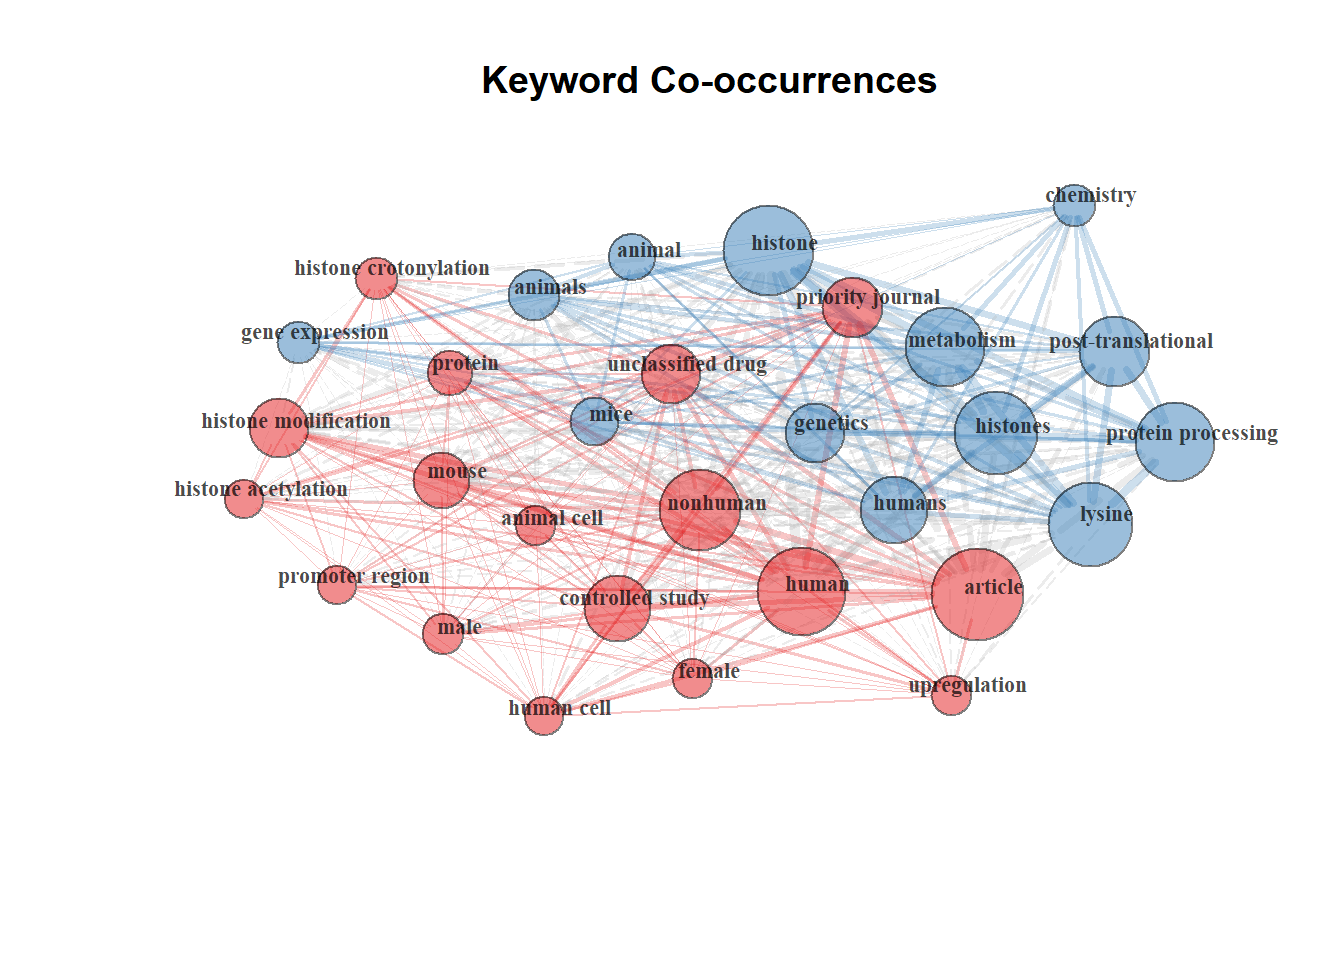 Keyword Co-occurrences
chemistry
histone
animal
histone crotonylation
animals
priority journal
gene expression
metabolism
post-translational
protein
unclassified drug
histone modification
mice
genetics
histones
protein processing
mouse
histone acetylation
nonhuman
humans
animal cell
lysine
promoter region
human
article
controlled study
male
female
upregulation
human cell